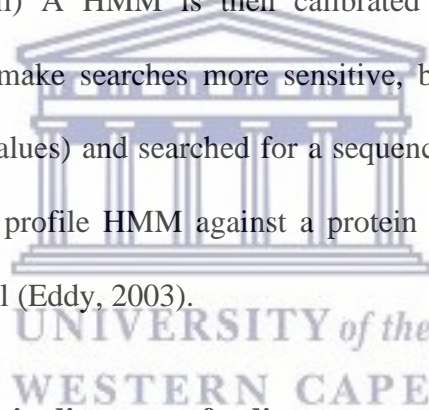 A HMM is then calibrated
make searches more sensitive, b
alues) and searched for a sequenc
profile HMM against a protein
l (Eddy, 2003).
UNIVERSITY of the
WESTERN CAPE